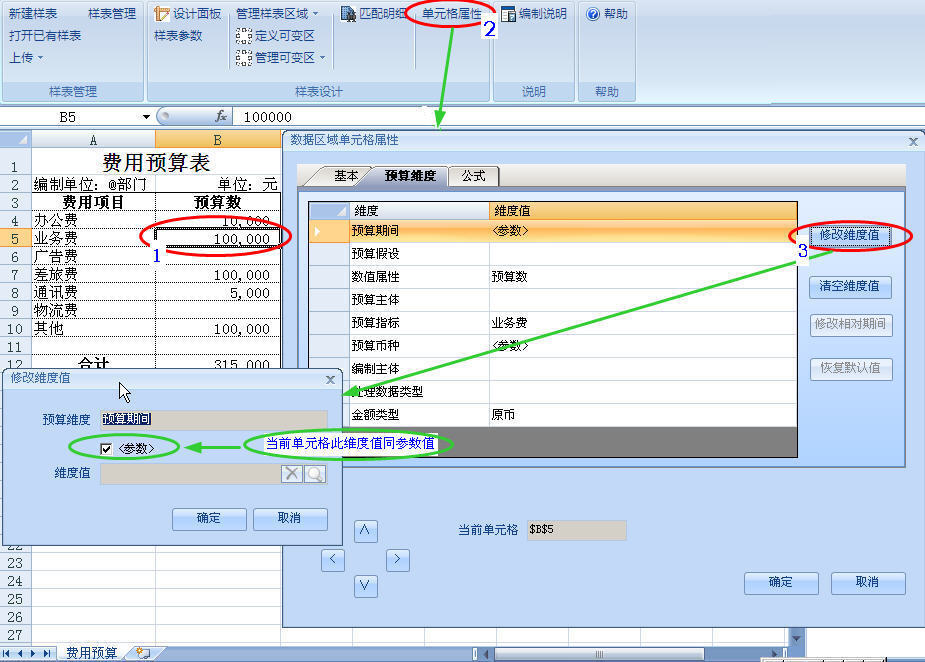 新建样表 样表管理 设计面板 管理样表区域 匹配明细 单元格属性 编制说明 帮助
2
打开已有样表 样表参数 定义可变区
上传 管理可变区
样表管理 样表设计 说明 帮助
B5 fx 100000
数据区域单元格属性
A B
1 费用预算表
2 编制单位: @部门 单位: 元
3 费用项目 预算数
4 办公费 10,000
5 业务费 100,000
6 广告费
7 差旅费 100,000
8 通讯费 5,000
9 物流费
10 其他 100,000
11
12 合计 315,000
1
基本 预算维度 公式
维度 维度值
预算期间 <参数>
预算假设
数值属性 预算数
预算主体
预算指标 业务费
预算币种 <参数>
编制主体
处理数据类型
金额类型 原币
修改维度值
3
清空维度值
修改相对期间
恢复默认值
修改维度值
预算维度 预算期间
<参数>
当前单元格此维度值同参数值
维度值
确定 取消
当前单元格 $B$5
确定 取消
22
23
24
25
26
27
费用预算